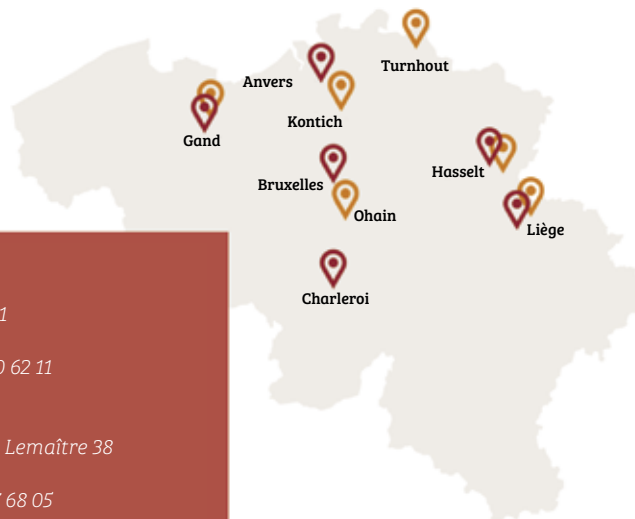 Turnhout
Anvers
Kontich
Gand
Hasselt
Bruxelles
Ohain
Liège
Charleroi
1
0 62 11
Lemaître 38
68 05